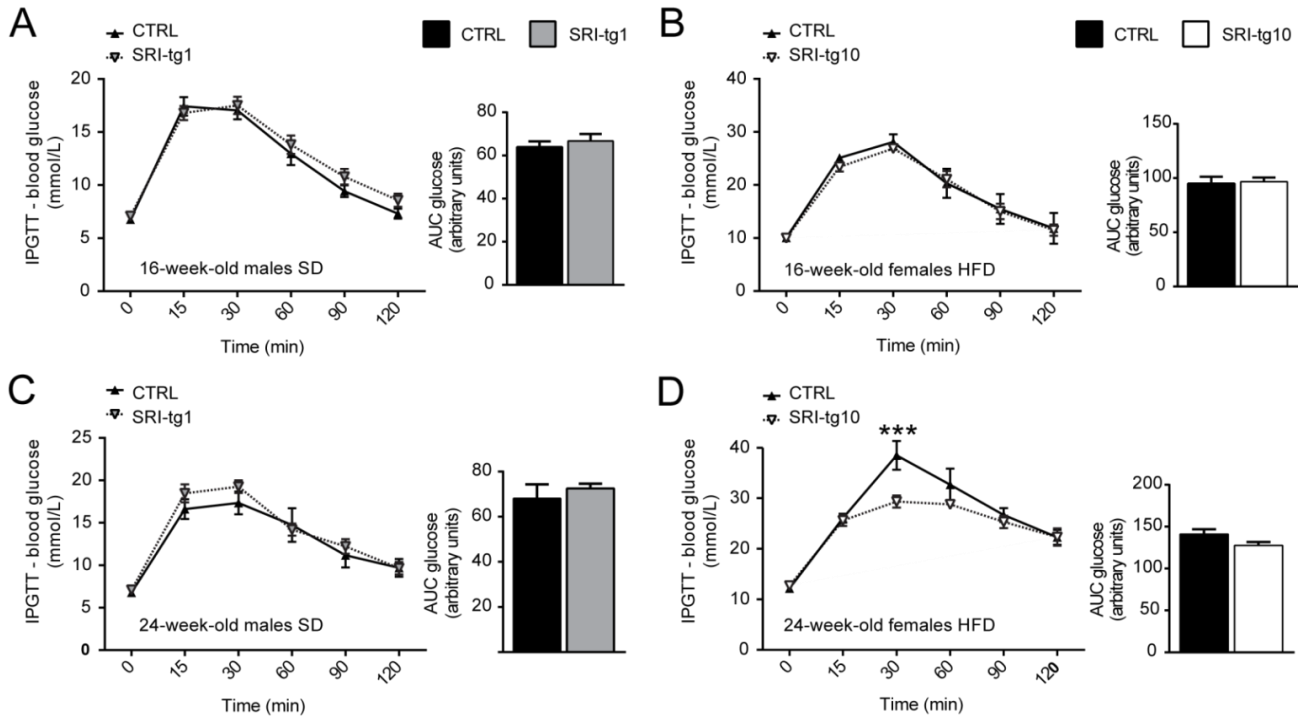 A
CTRL
SRI-tg1
CTRL
SRI-tg1
IPGTT - blood glucose
(mmol/L)
20
15
10
5
0
16-week-old males SD
0
15
30
60
90
120
Time (min)
AUC glucose
(arbitrary units)
80
60
40
20
0
B
CTRL
SRI-tg10
CTRL
SRI-tg10
IPGTT - blood glucose
(mmol/L)
40
30
20
10
0
16-week-old females HFD
0
15
30
60
90
120
Time (min)
AUC glucose
(arbitrary units)
150
100
50
0
C
CTRL
SRI-tg1
IPGTT - blood glucose
(mmol/L)
25
20
15
10
5
0
24-week-old males SD
0
15
30
60
90
120
Time (min)
AUC glucose
(arbitrary units)
80
60
40
20
D
CTRL
SRI-tg10
***
IPGTT - blood glucose
(mmol/L)
40
30
20
10
0
24-week-old females HFD
0
15
30
60
90
120
Time (min)
AUC glucose
(arbitrary units)
200
150
100
50
0